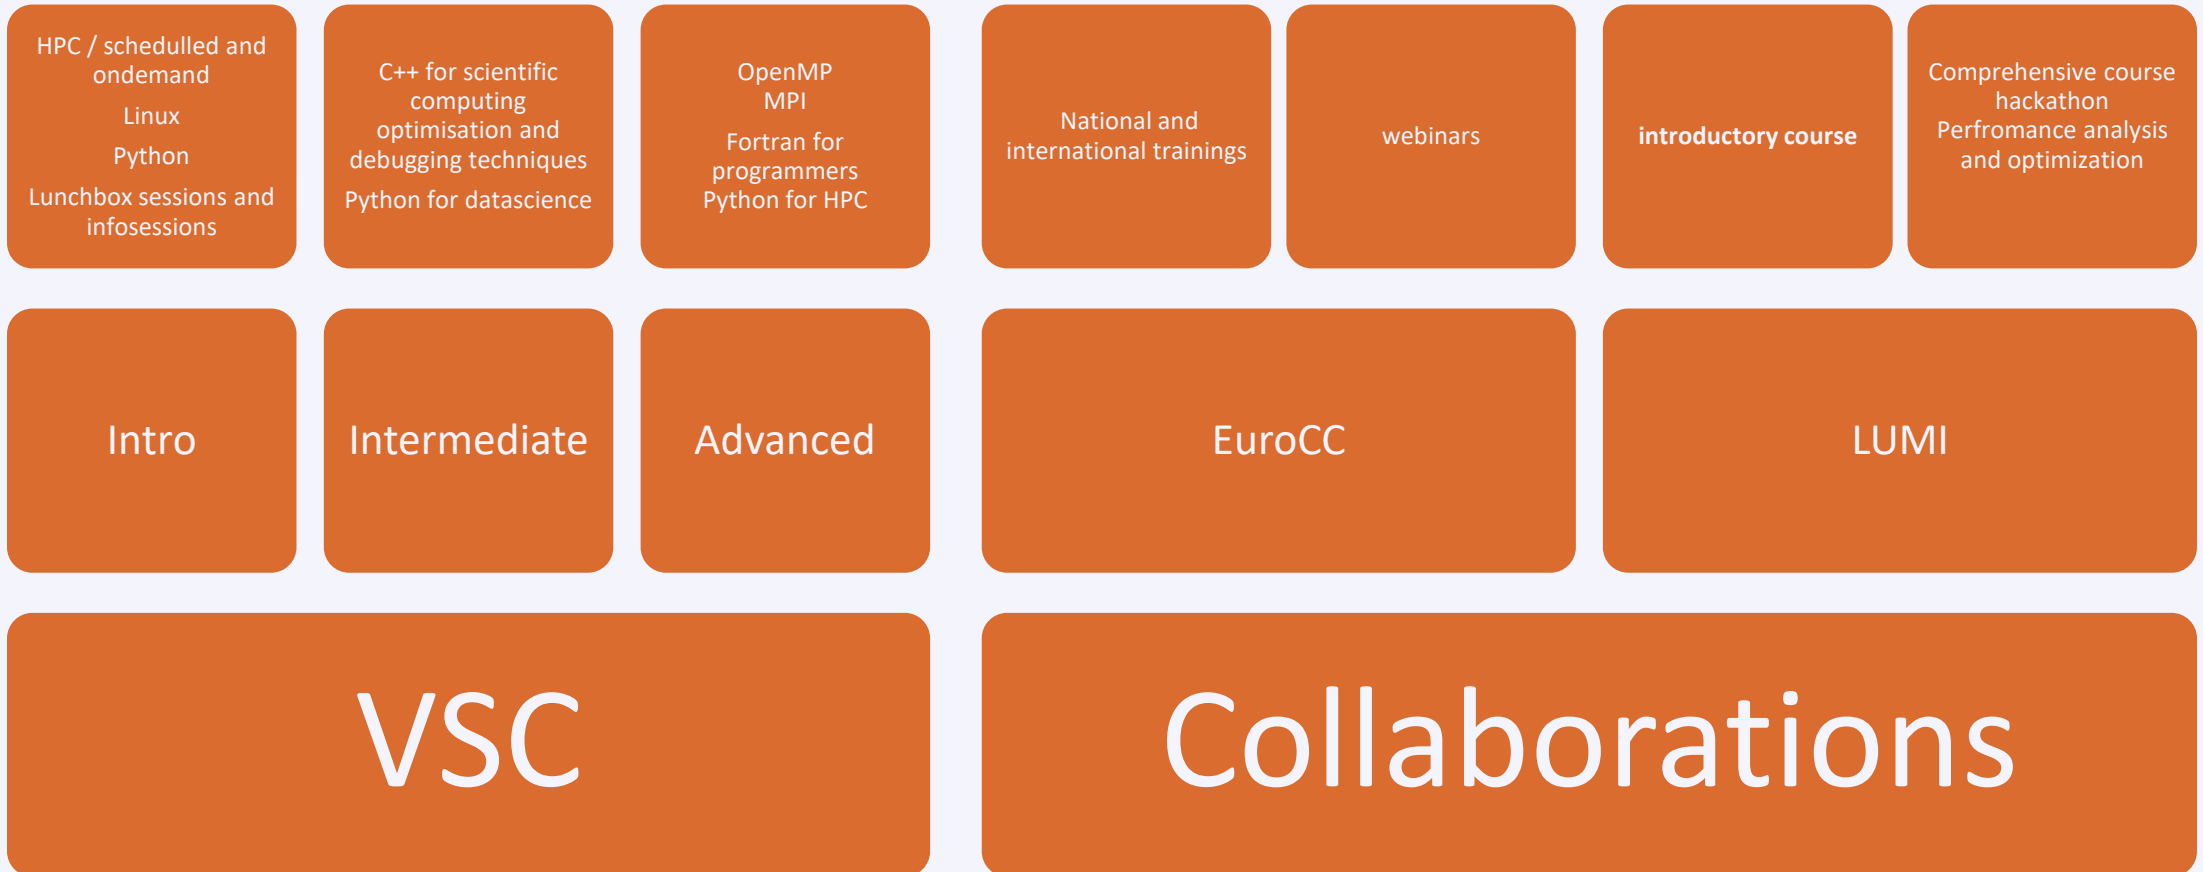 HPC / schedulled and
ondemand
Linux
Python
Lunchbox sessions and
infosessions
C++ for scientific
computing
optimisation and
debugging techniques
Python for datascience
OpenMP
MPI
Fortran for
programmers
Python for HPC
National and
international trainings
webinars
introductory course
Comprehensive course
hackathon
Perfromance analysis
and optimization
Intro
Intermediate
Advanced
EuroCC
LUMI
VSC
Collaborations